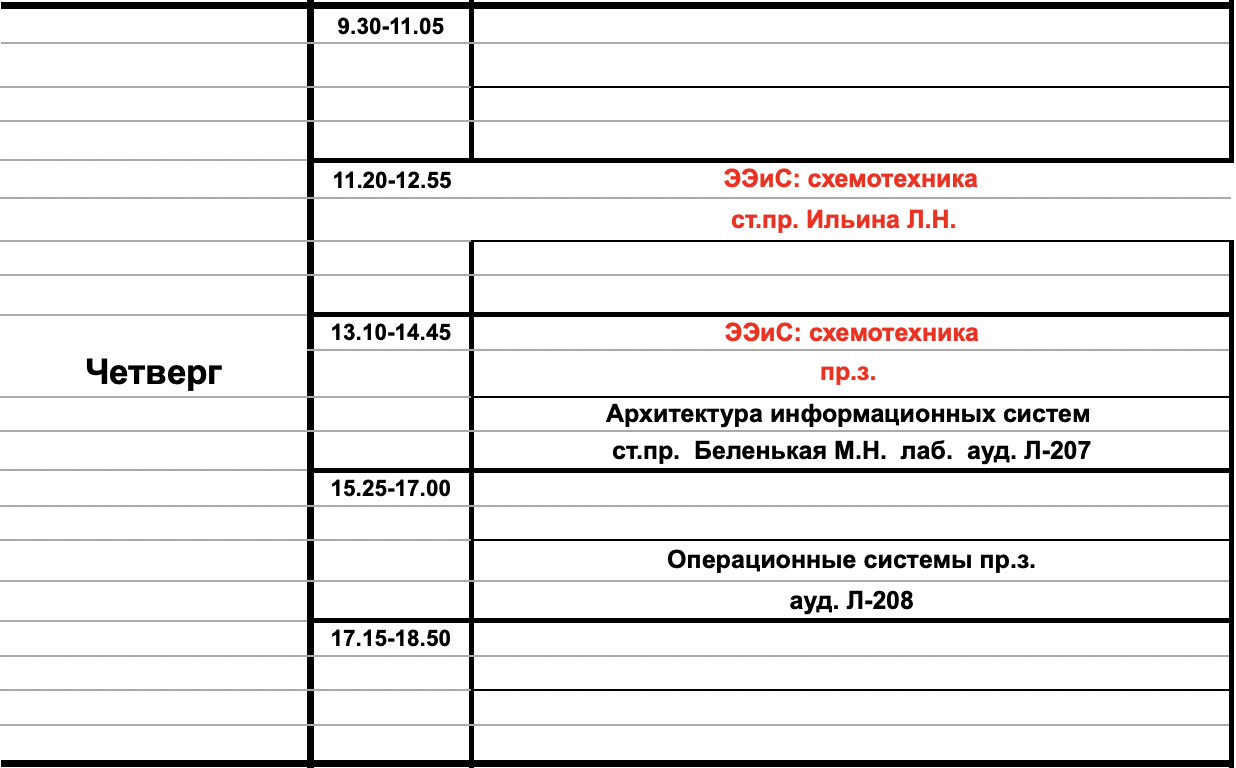 9.30-11.05
11.20-12.55
ЭЭиС: схемотехника
ст.пр. Ильина Л.Н.
13.10-14.45
ЭЭиС: схемотехника
Четверг
пр.з.
Архитектура информационных систем
ст.пр. Беленькая М.Н. лаб. ауд. Л-207
15.25-17.00
Операционные системы пр.з.
ауд. Л-208
17.15-18.50